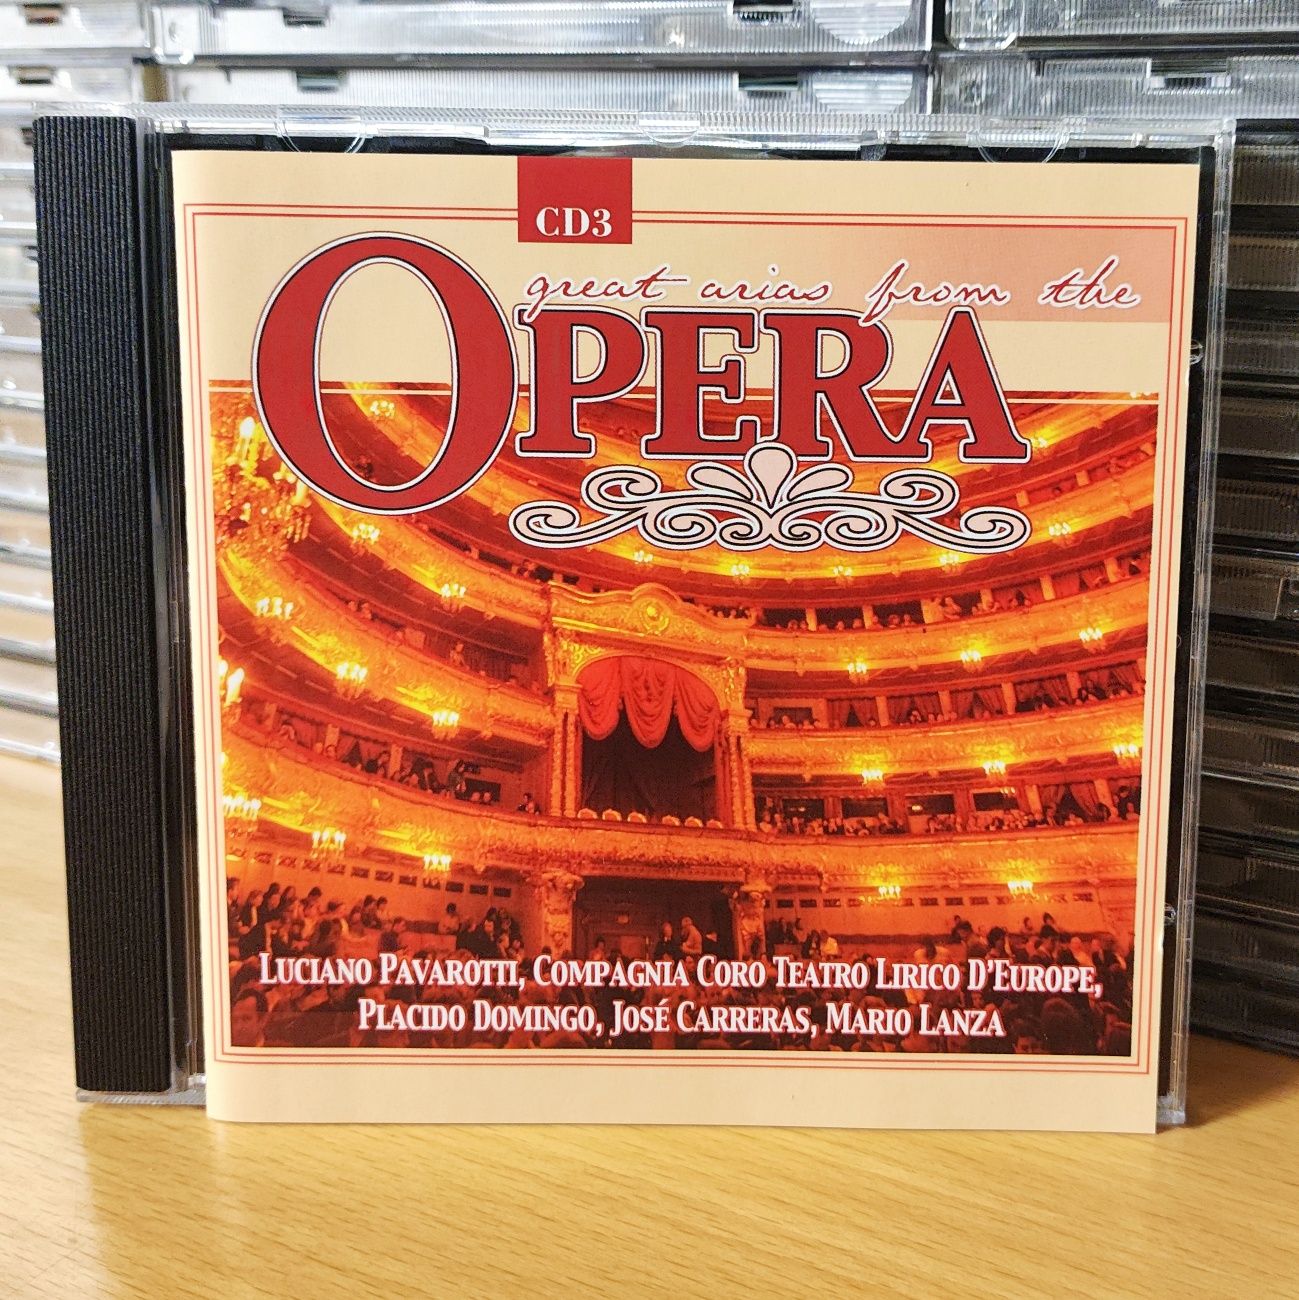 CD3
great arias from the
OPERA
LUCIANO PAVAROTTI, COMPAGNIA CORO TEATRO LIRICO D'EUROPE,
PLACIDO DOMINGO, JOSÉ CARRERAS, MARIO LANZA